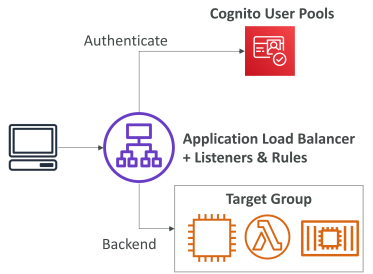 Cognito User Pools
Authenticate
Application Load Balancer
+ Listeners & Rules
Target Group
Backend